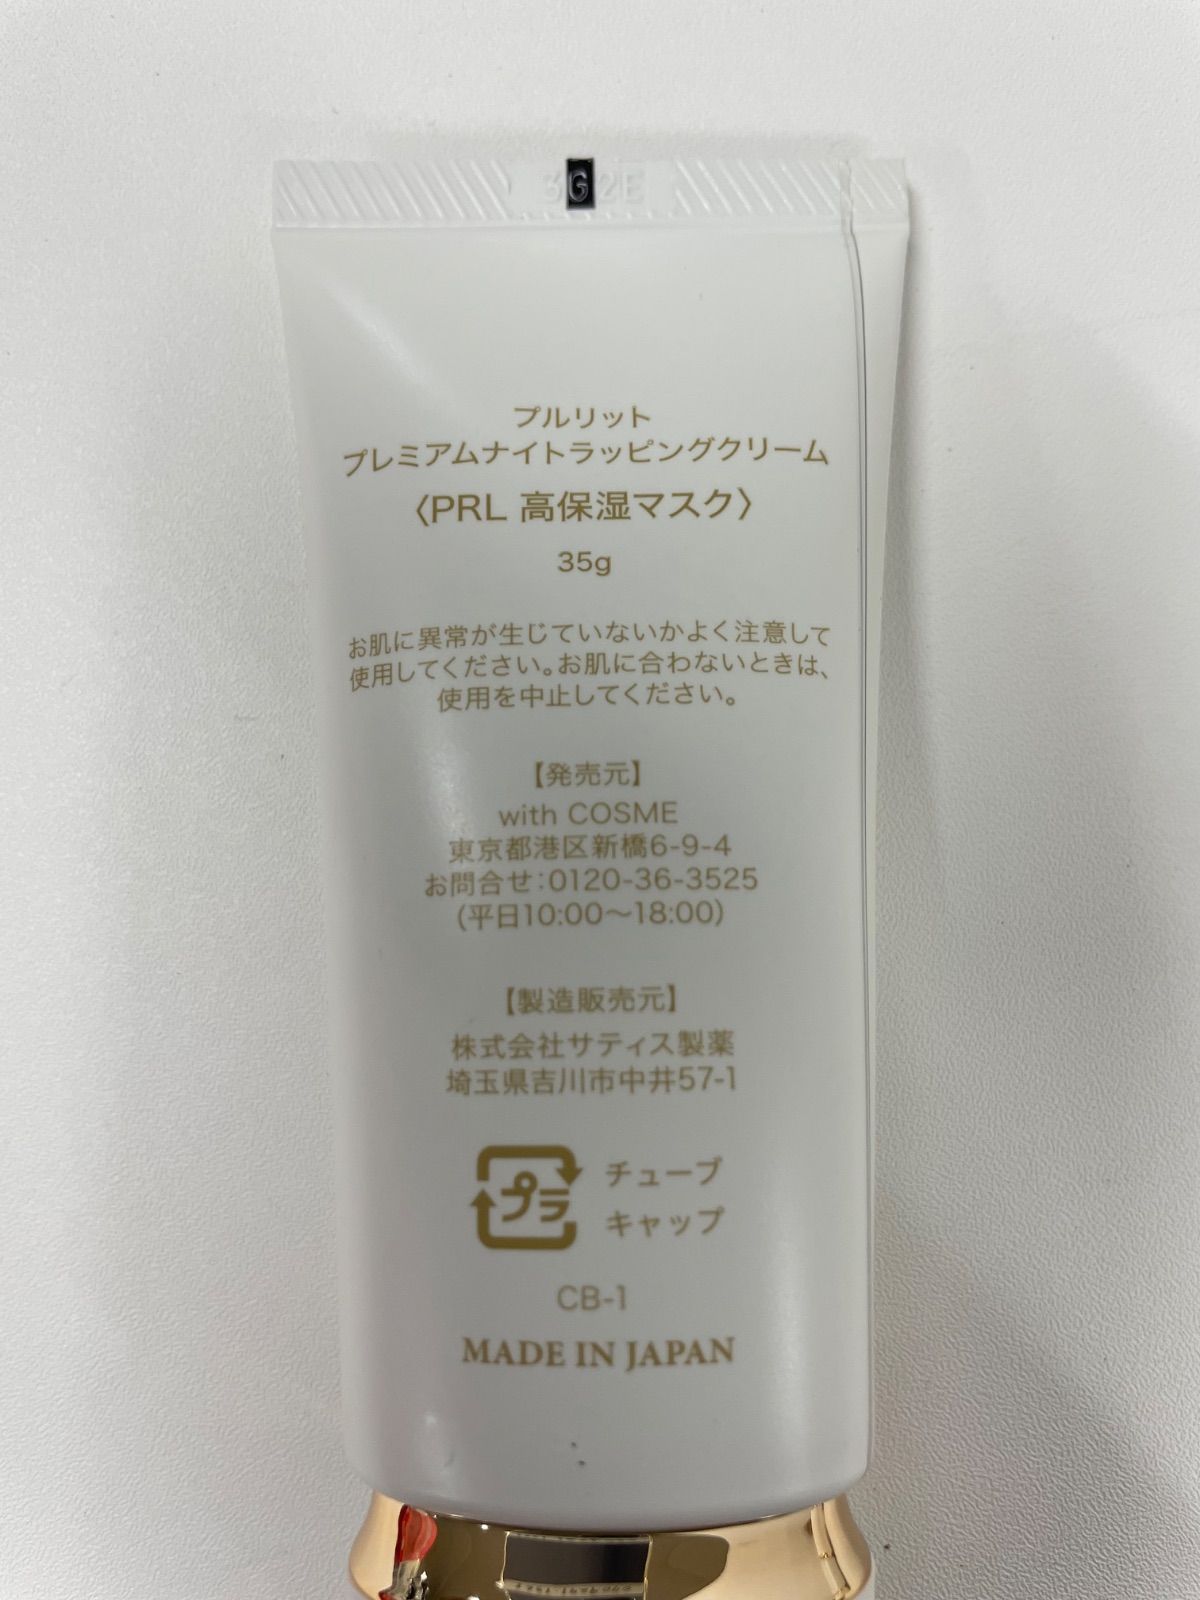 3G2E
プルリット
プレミアムナイトラッピングクリーム
〈PRL 高保湿マスク〉
35g
お肌に異常が生じていないかよく注意して
使用してください。お肌に合わないときは、
使用を中止してください。
【発売元】
with COSME
東京都港区新橋6-9-4
お問合せ:0120-36-3525
(平日10:00〜18:00)
【製造販売元】
株式会社サティス製薬
埼玉県吉川市中井57-1
プラ
チューブ
キャップ
CB-1
MADE IN JAPAN